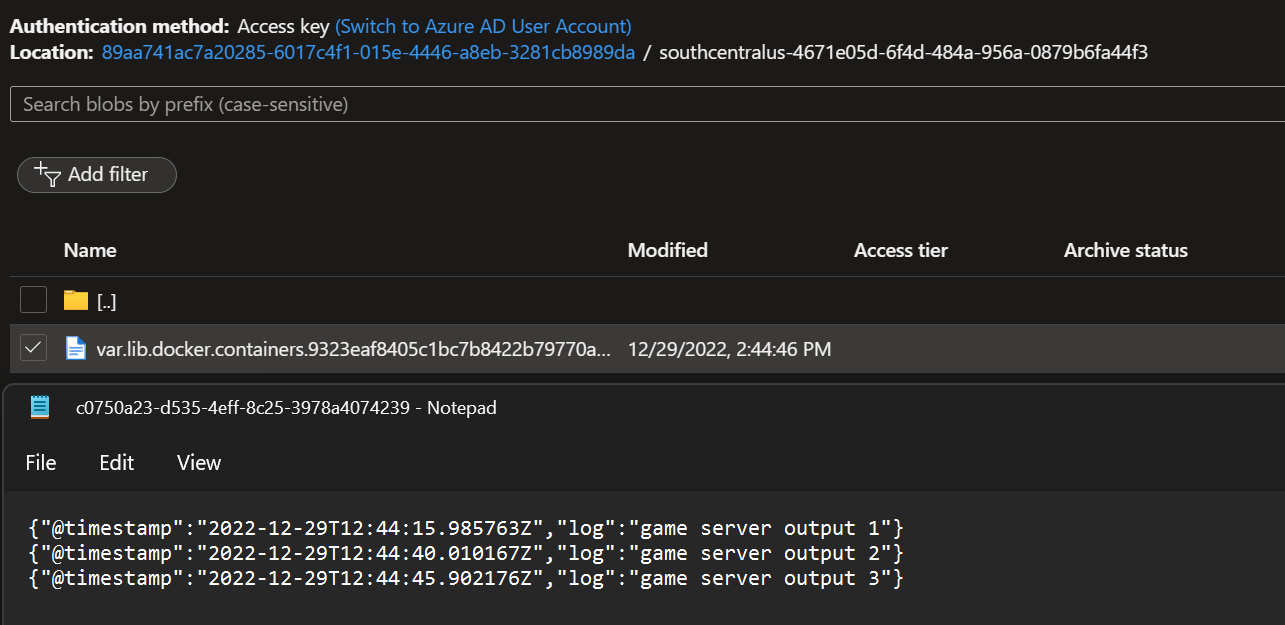 Authentication method: Access key (Switch to Azure AD User Account)
Location: 89aa741ac7a20285-6017c4f1-015e-4446-a8eb-3281cb8989da / southcentralus-4671e05d-6f4d-484a-956a-0879b6fa44f3
Search blobs by prefix (case-sensitive)
Add filter
Name Modified Access tier Archive status
[..]
var.lib.docker.containers.9323eaf8405c1bc7b8422b79770a... 12/29/2022, 2:44:46 PM
c0750a23-d535-4eff-8c25-3978a4074239 - Notepad
File Edit View
{"@timestamp":"2022-12-29T12:44:15.985763Z","log":"game server output 1"}
{"@timestamp":"2022-12-29T12:44:40.010167Z","log":"game server output 2"}
{"@timestamp":"2022-12-29T12:44:45.902176Z","log":"game server output 3"}